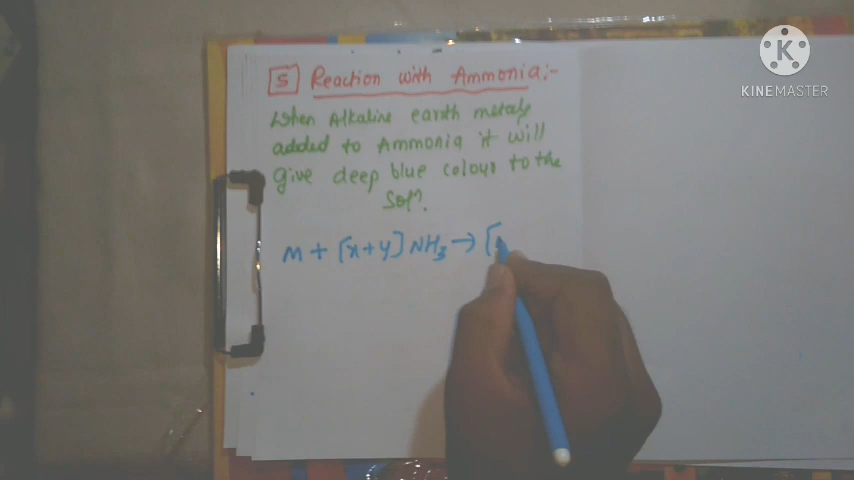 K
KINEMASTER
5 Reaction with Ammonia:-
When Alkaline earth metals
added to Ammonia it will
give deep blue colour to the
Solⁿ.
M + [x+y] NH₃ → [